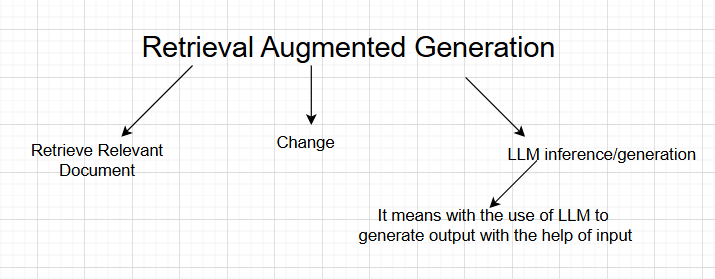 Retrieval Augmented Generation
Retrieve Relevant
Document
Change
LLM inference/generation
It means with the use of LLM to
generate output with the help of input